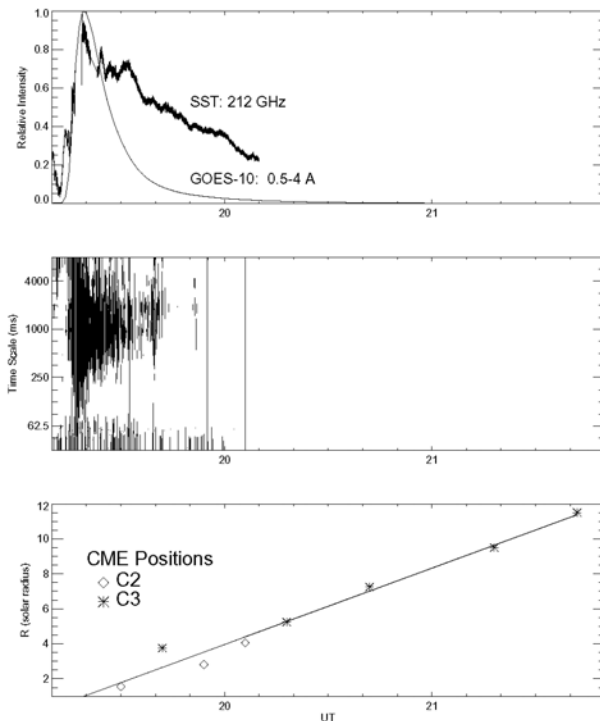 1.0
0.8
0.6
0.4
0.2
0.0
Relative Intensity
SST: 212 GHz
GOES-10: 0.5-4 A
20
21
4000
1000
250
62.5
Time Scale (ms)
20
21
12
10
8
6
4
2
R (solar radius)
CME Positions
C2
C3
20
21
UT